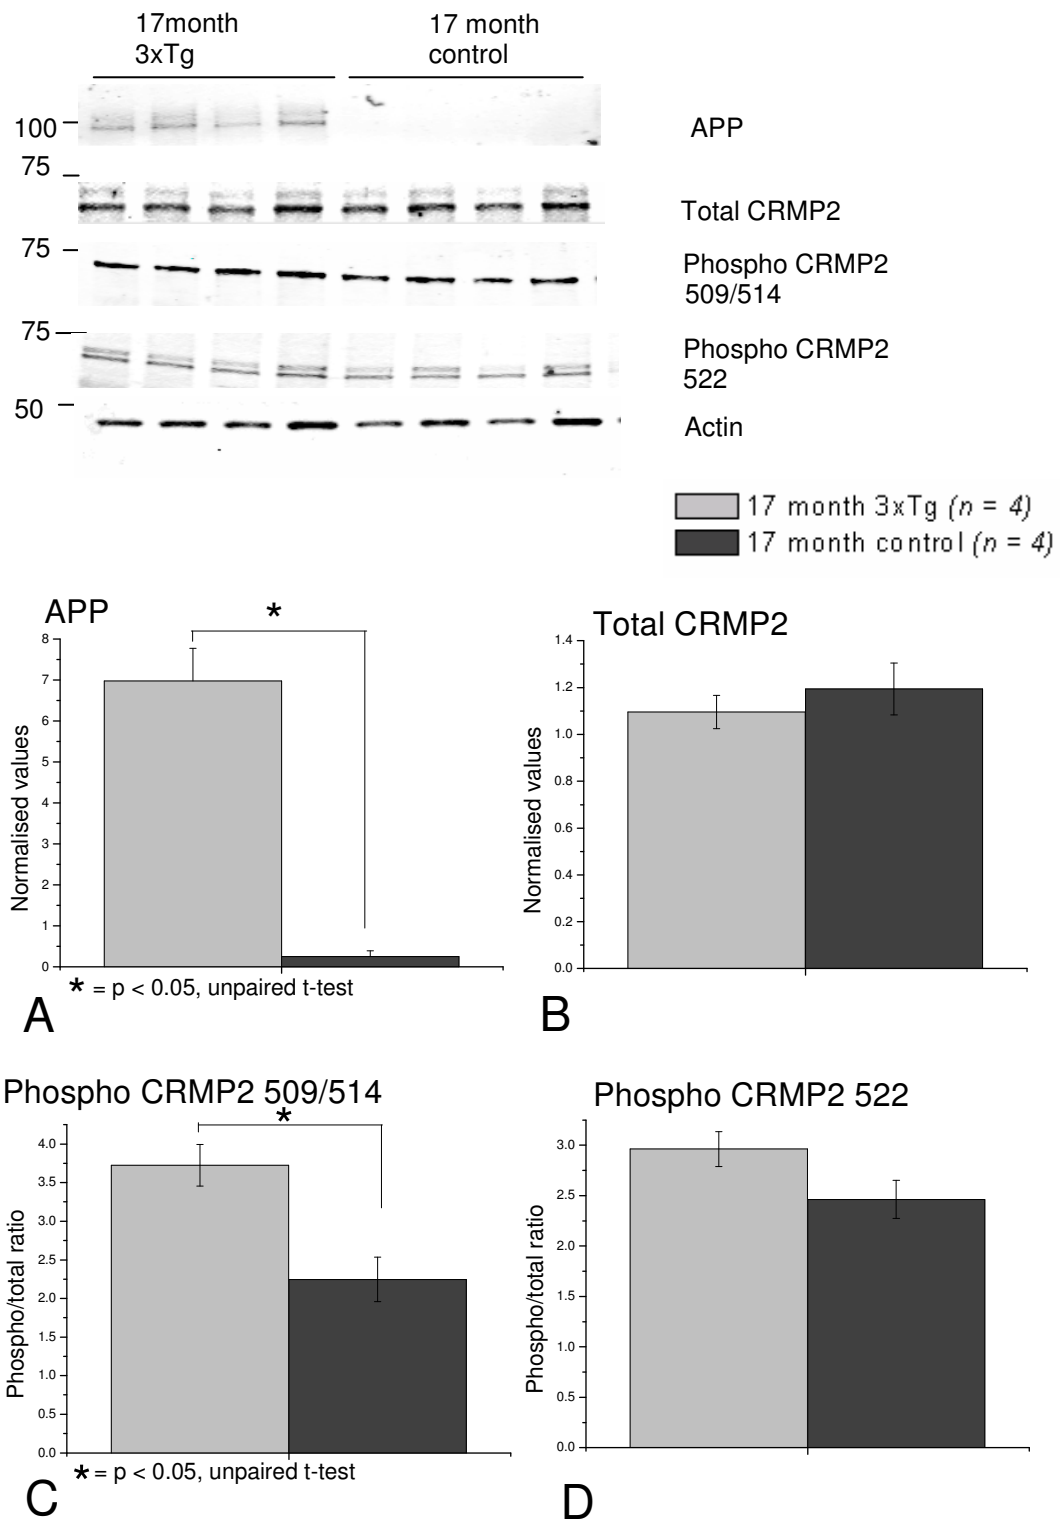 17month
3xTg
17 month
control
100
APP
75
Total CRMP2
75
Phospho CRMP2
509/514
75
Phospho CRMP2
522
50
Actin
17 month 3xTg (n = 4)
17 month control (n = 4)
APP
*
8
7
6
5
4
3
2
1
0
Normalised values
* = p < 0.05, unpaired t-test
A
Total CRMP2
1.4
1.2
1.0
0.8
0.6
0.4
0.2
0.0
Normalised values
B
Phospho CRMP2 509/514
*
4.0
3.5
3.0
2.5
2.0
1.5
1.0
0.5
0.0
Phospho/total ratio
* = p < 0.05, unpaired t-test
C
Phospho CRMP2 522
3.0
2.5
2.0
1.5
1.0
0.5
0.0
Phospho/total ratio
D